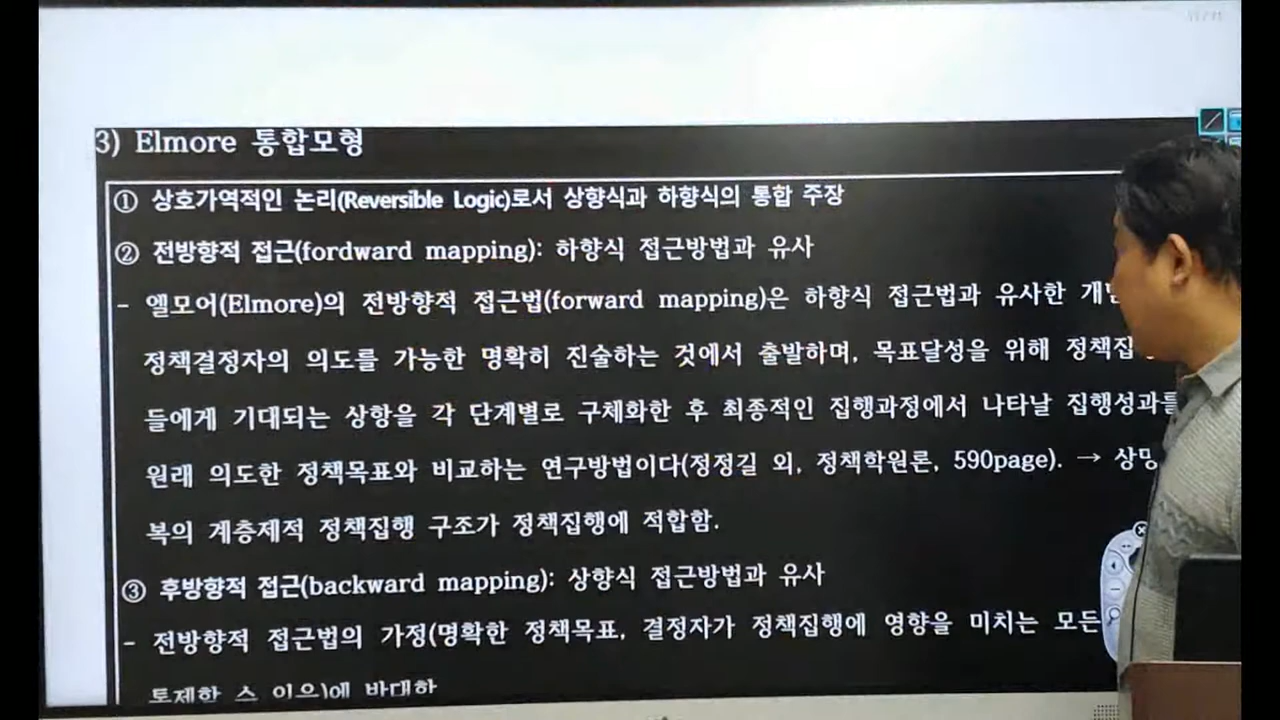 3) Elmore 통합모형
① 상호가역적인 논리(Reversible Logic)로서 상향식과 하향식의 통합 주장
② 전방향적 접근(fordward mapping): 하향식 접근방법과 유사
- 엘모어(Elmore)의 전방향적 접근법(forward mapping)은 하향식 접근법과 유사한
정책결정자의 의도를 가능한 명확히 진술하는 것에서 출발하며, 목표달성을 위해
들에게 기대되는 상항을 각 단계별로 구체화한 후 최종적인 집행과정에서 나타날 집행성과를
원래 의도한 정책목표와 비교하는 연구방법이다(정정길 외, 정책학원론, 590page). →
복의 계층제적 정책집행 구조가 정책집행에 적합함.
③ 후방향적 접근(backward mapping): 상향식 접근방법과 유사
- 전방향적 접근법의 가정(명확한 정책목표, 결정자가 정책집행에 영향을 미치는 모든